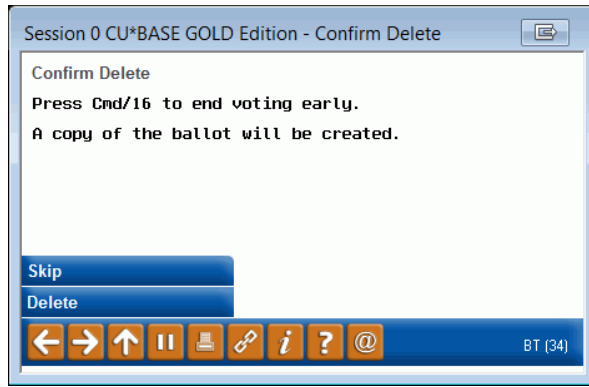 Session 0 CU*BASE GOLD Edition - Confirm Delete
Confirm Delete
Press Cmd/16 to end voting early.
A copy of the ballot will be created.
Skip
Delete
i ? @
BT (34)